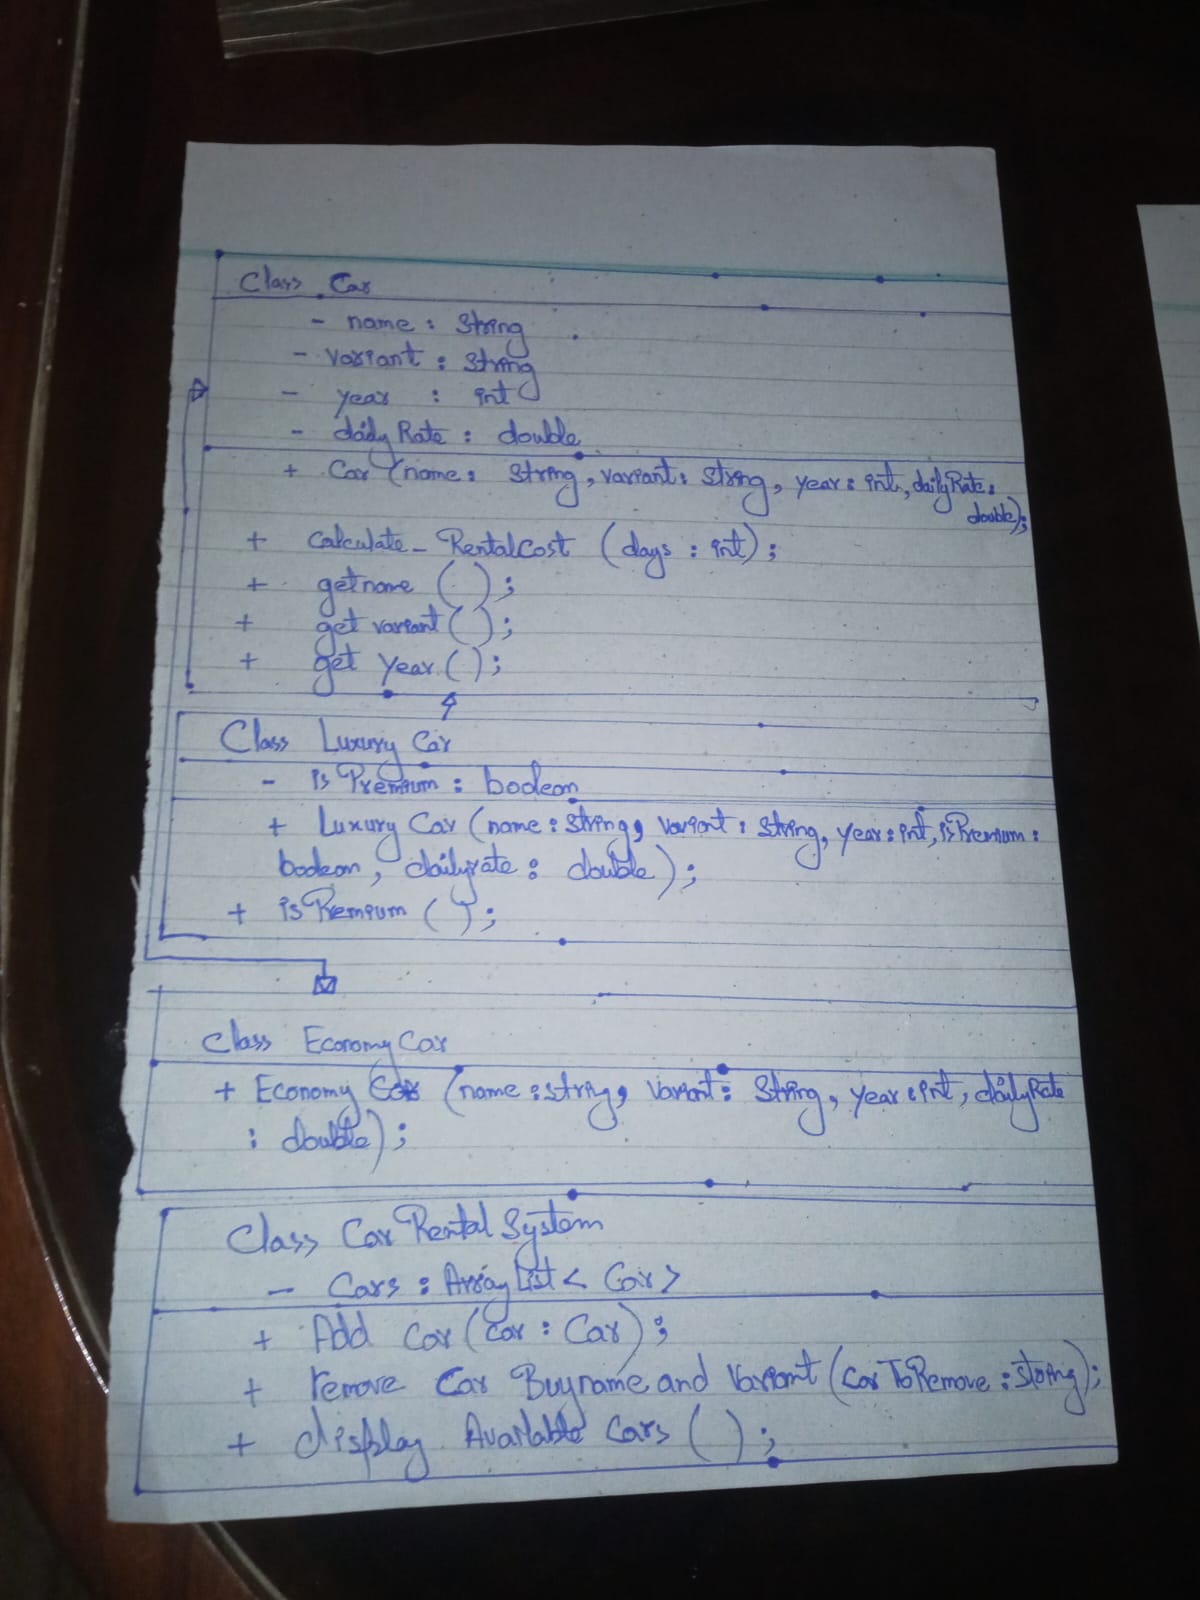 Class Car
- name : String
- variant : String
- year : int
- daily Rate : double
+ Car (name : String, variant : String, year : int, dailyRate :
double);
+ calculate_RentalCost (days : int);
+ getname ( );
+ get variant ( );
+ get year ( );
Class Luxury Car
- is Premium : boolean
+ Luxury Car (name : String, variant : String, year : int, isPremium :
boolean, dailyrate : double);
+ isPremium ( );
Class EconomyCar
+ Economy Car (name : string, variant : String, year : int, dailyRate
: double);
Class Car Rental System
- Cars : Array List < Car >
+ Add Car (Car : Car);
+ remove Car Buyname and Variant (Car ToRemove : string);
+ display Available Cars ( );